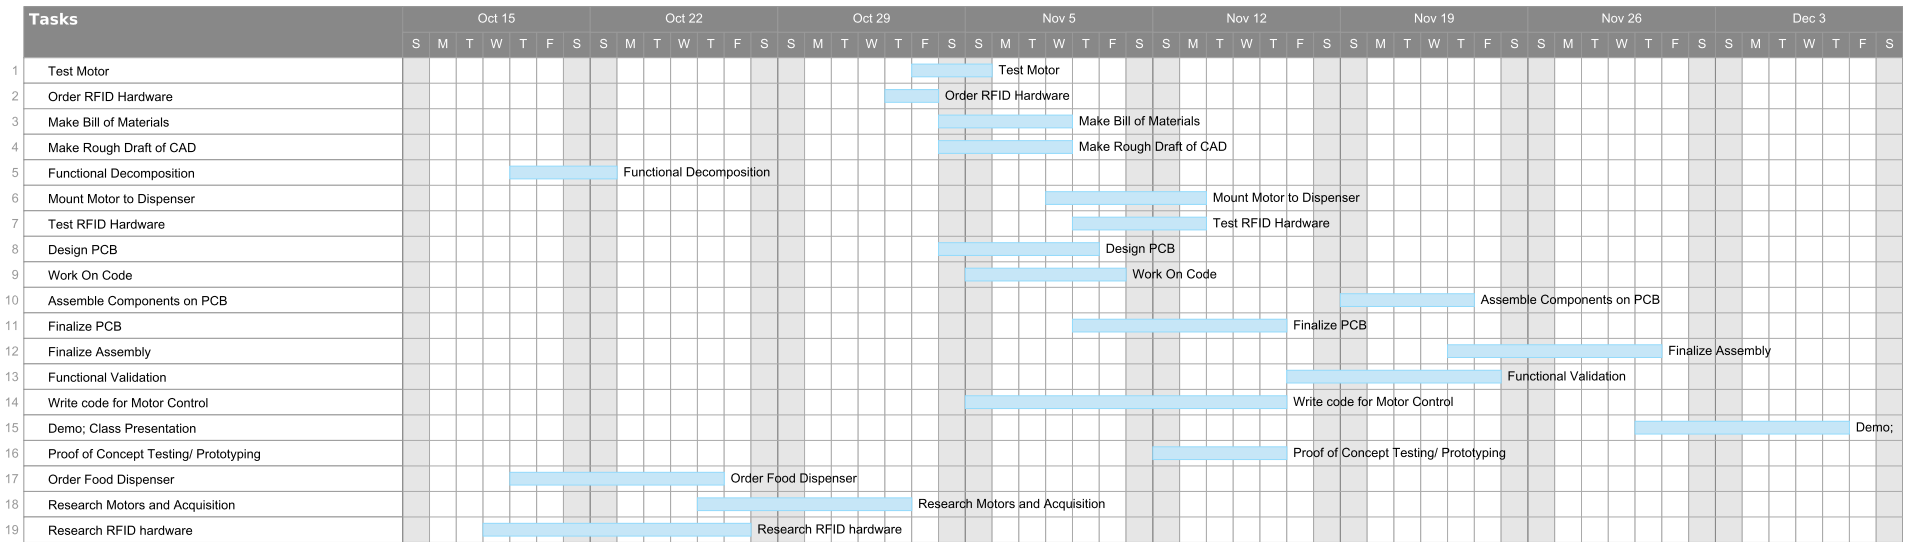 Tasks Oct 15 Oct 22 Oct 29 Nov 5 Nov 12 Nov 19 Nov 26 Dec 3
S M T W T F S S M T W T F S S M T W T F S S M T W T F S S M T W T F S S M T W T F S S M T W T F S S M T W T F S
1 Test Motor Test Motor
2 Order RFID Hardware Order RFID Hardware
3 Make Bill of Materials Make Bill of Materials
4 Make Rough Draft of CAD Make Rough Draft of CAD
5 Functional Decomposition Functional Decomposition
6 Mount Motor to Dispenser Mount Motor to Dispenser
7 Test RFID Hardware Test RFID Hardware
8 Design PCB Design PCB
9 Work On Code Work On Code
10 Assemble Components on PCB Assemble Components on PCB
11 Finalize PCB Finalize PCB
12 Finalize Assembly Finalize Assembly
13 Functional Validation Functional Validation
14 Write code for Motor Control Write code for Motor Control
15 Demo; Class Presentation Demo;
16 Proof of Concept Testing/ Prototyping Proof of Concept Testing/ Prototyping
17 Order Food Dispenser Order Food Dispenser
18 Research Motors and Acquisition Research Motors and Acquisition
19 Research RFID hardware Research RFID hardware